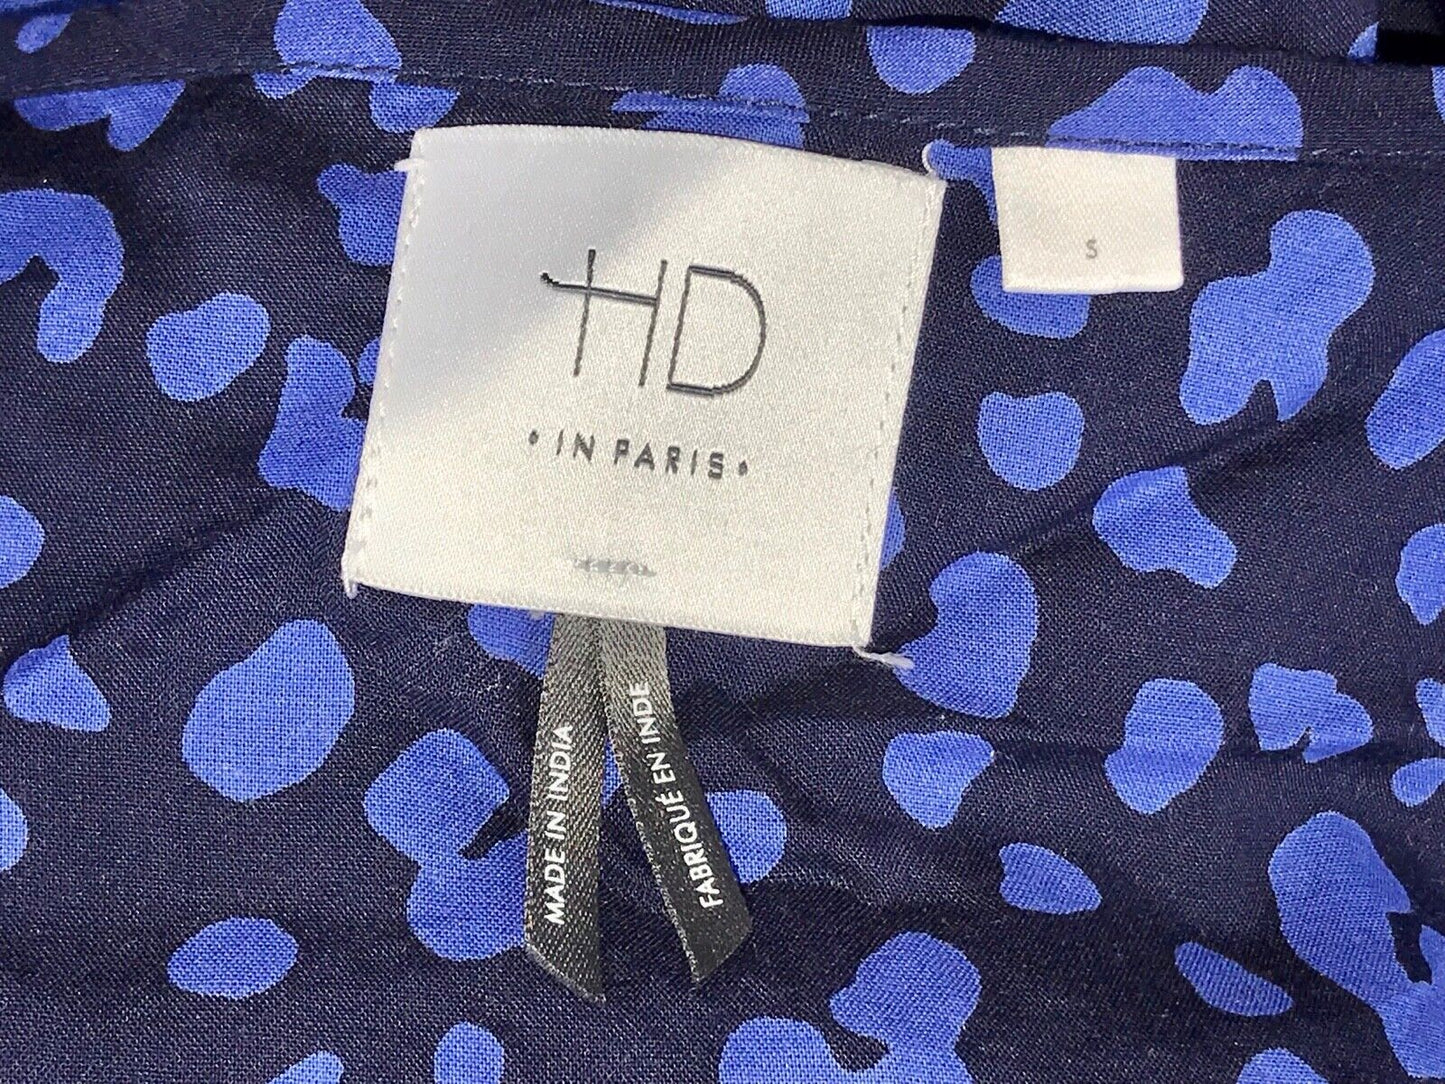 HD
• IN PARIS •
S
MADE IN INDIA
FABRIQUÉ EN INDE